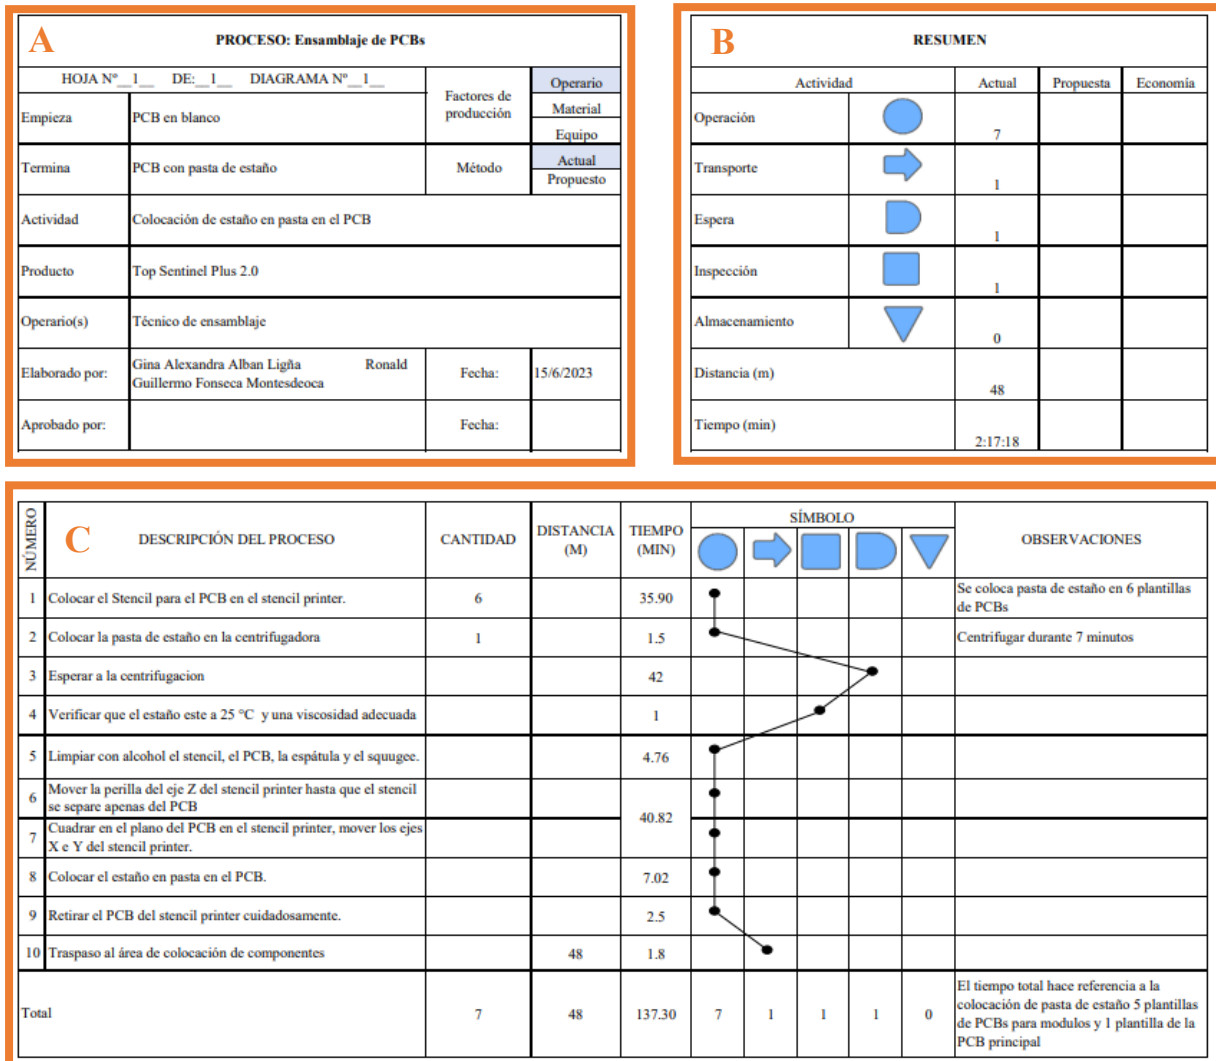 A
PROCESO: Ensamblaje de PCBs
HOJA Nº__1__ DE:__1__ DIAGRAMA Nº__1__
Factores de
producción
Operario
Material
Equipo
Empieza
PCB en blanco
Termina
PCB con pasta de estaño
Método
Actual
Propuesto
Actividad
Colocación de estaño en pasta en el PCB
Producto
Top Sentinel Plus 2.0
Operario(s)
Técnico de ensamblaje
Elaborado por:
Gina Alexandra Alban Ligña Ronald
Guillermo Fonseca Montesdeoca
Fecha:
15/6/2023
Aprobado por:
Fecha:
B
RESUMEN
Actividad Actual Propuesta Economía
Operación 7
Transporte 1
Espera 1
Inspección 1
Almacenamiento 0
Distancia (m) 48
Tiempo (min) 2:17:18
C
NÚMERO
DESCRIPCIÓN DEL PROCESO
CANTIDAD
DISTANCIA
(M)
TIEMPO
(MIN)
SÍMBOLO
OBSERVACIONES
1 Colocar el Stencil para el PCB en el stencil printer. 6 35.90
Se coloca pasta de estaño en 6 plantillas
de PCBs
2 Colocar la pasta de estaño en la centrifugadora 1 1.5 Centrifugar durante 7 minutos
3 Esperar a la centrifugacion 42
4 Verificar que el estaño este a 25 °C y una viscosidad adecuada 1
5 Limpiar con alcohol el stencil, el PCB, la espátula y el squugee. 4.76
6 Mover la perilla del eje Z del stencil printer hasta que el stencil
se separe apenas del PCB
40.82
7 Cuadrar en el plano del PCB en el stencil printer, mover los ejes
X e Y del stencil printer.
8 Colocar el estaño en pasta en el PCB. 7.02
9 Retirar el PCB del stencil printer cuidadosamente. 2.5
10 Traspaso al área de colocación de componentes 48 1.8
Total 7 48 137.30 7 1 1 1 0
El tiempo total hace referencia a la
colocación de pasta de estaño 5 plantillas
de PCBs para modulos y 1 plantilla de la
PCB principal